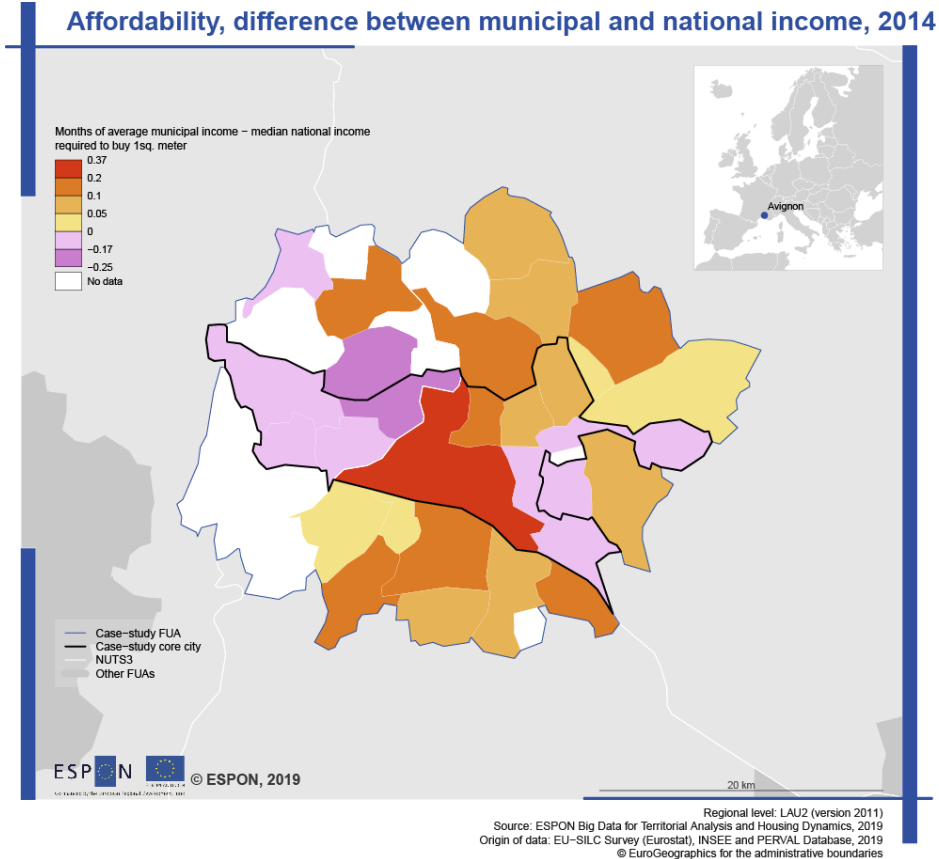 Affordability, difference between municipal and national income, 2014
Months of average municipal income − median national income
required to buy 1sq. meter
0.37
0.2
0.1
0.05
0
−0.17
−0.25
No data
Avignon
Case−study FUA
Case−study core city
NUTS3
Other FUAs
ESPON
© ESPON, 2019
20 km
Regional level: LAU2 (version 2011)
Source: ESPON Big Data for Territorial Analysis and Housing Dynamics, 2019
Origin of data: EU−SILC Survey (Eurostat), INSEE and PERVAL Database, 2019
© EuroGeographics for the administrative boundaries